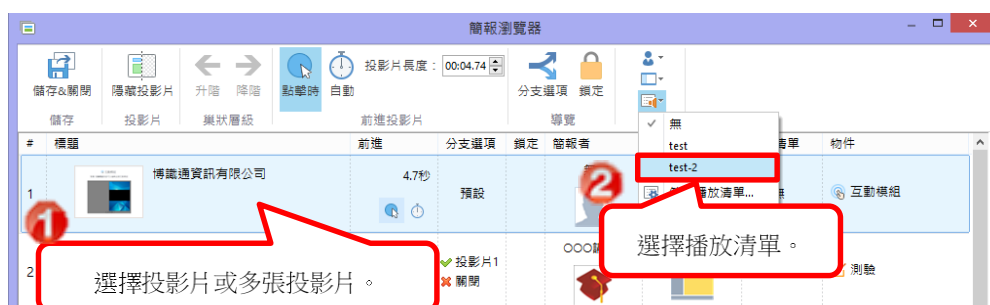 簡報瀏覽器
投影片長度： 00:04.74
儲存&關閉 隱藏投影片 升階 降階 點擊時 自動 分支選項 鎖定
儲存 投影片 巢狀層級 前進投影片 導覽
無
# 標題 前進 分支選項 鎖定 簡報者 清單 物件
test
test-2
1 博識通資訊有限公司 4.7秒 預設 播放清單... 互動模組
1
2
選擇投影片或多張投影片。
選擇播放清單。
2 投影片1 測驗
關閉